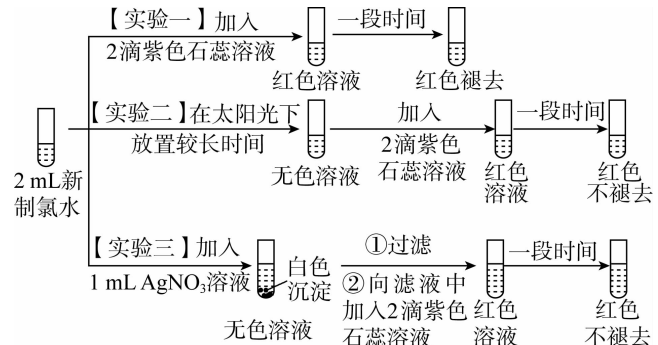 【实验一】加入 一段时间
2滴紫色石蕊溶液
红色溶液 红色褪去
【实验二】在太阳光下 加入 一段时间
放置较长时间 2滴紫色
石蕊溶液
无色溶液 红色 红色
溶液 不褪去
2 mL新
制氯水
【实验三】加入 ①过滤 一段时间
1 mL AgNO₃溶液 白色 ②向滤液中
沉淀 加入2滴紫色 红色 红色
无色溶液 石蕊溶液 溶液 不褪去